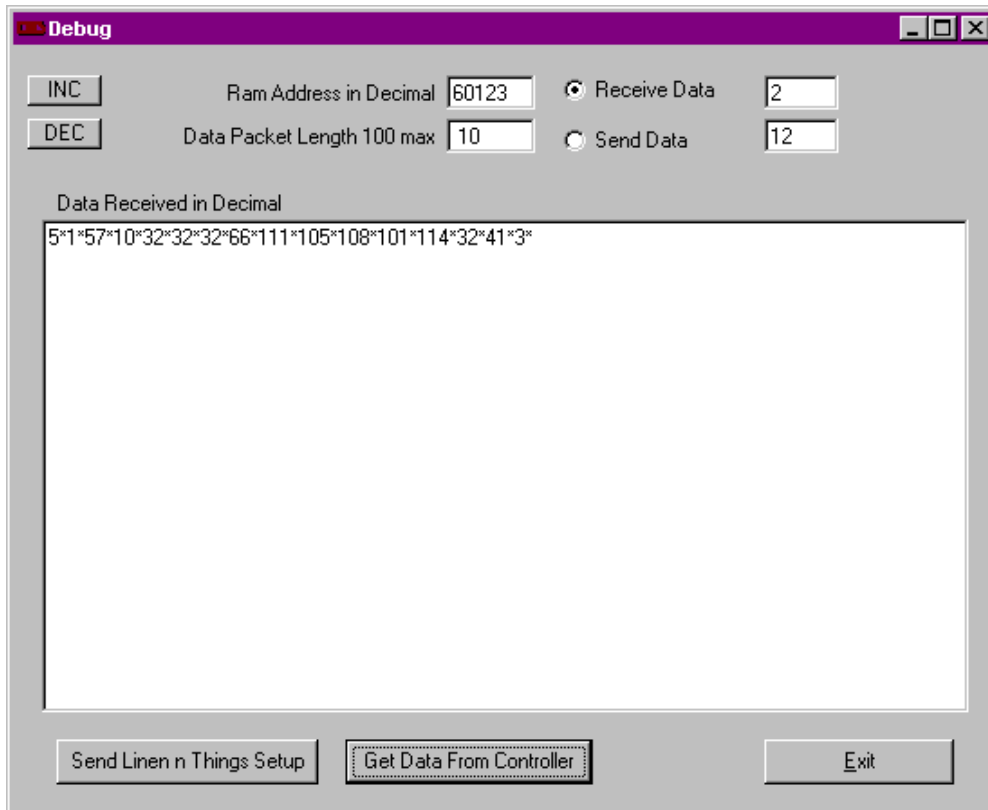 Debug
INC
Ram Address in Decimal 60123
Receive Data 2
DEC
Data Packet Length 100 max 10
Send Data 12
Data Received in Decimal
5*1*57*10*32*32*32*66*111*105*108*101*114*32*41*3*
Send Linen n Things Setup
Get Data From Controller
Exit